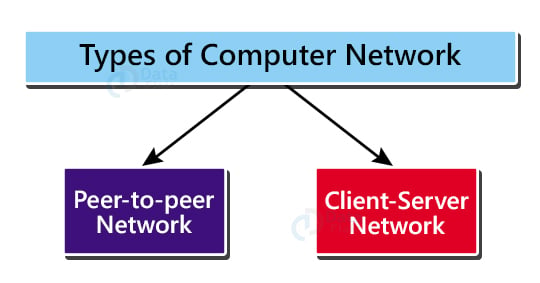 Types of Computer Network
Peer-to-peer
Network
Client-Server
Network